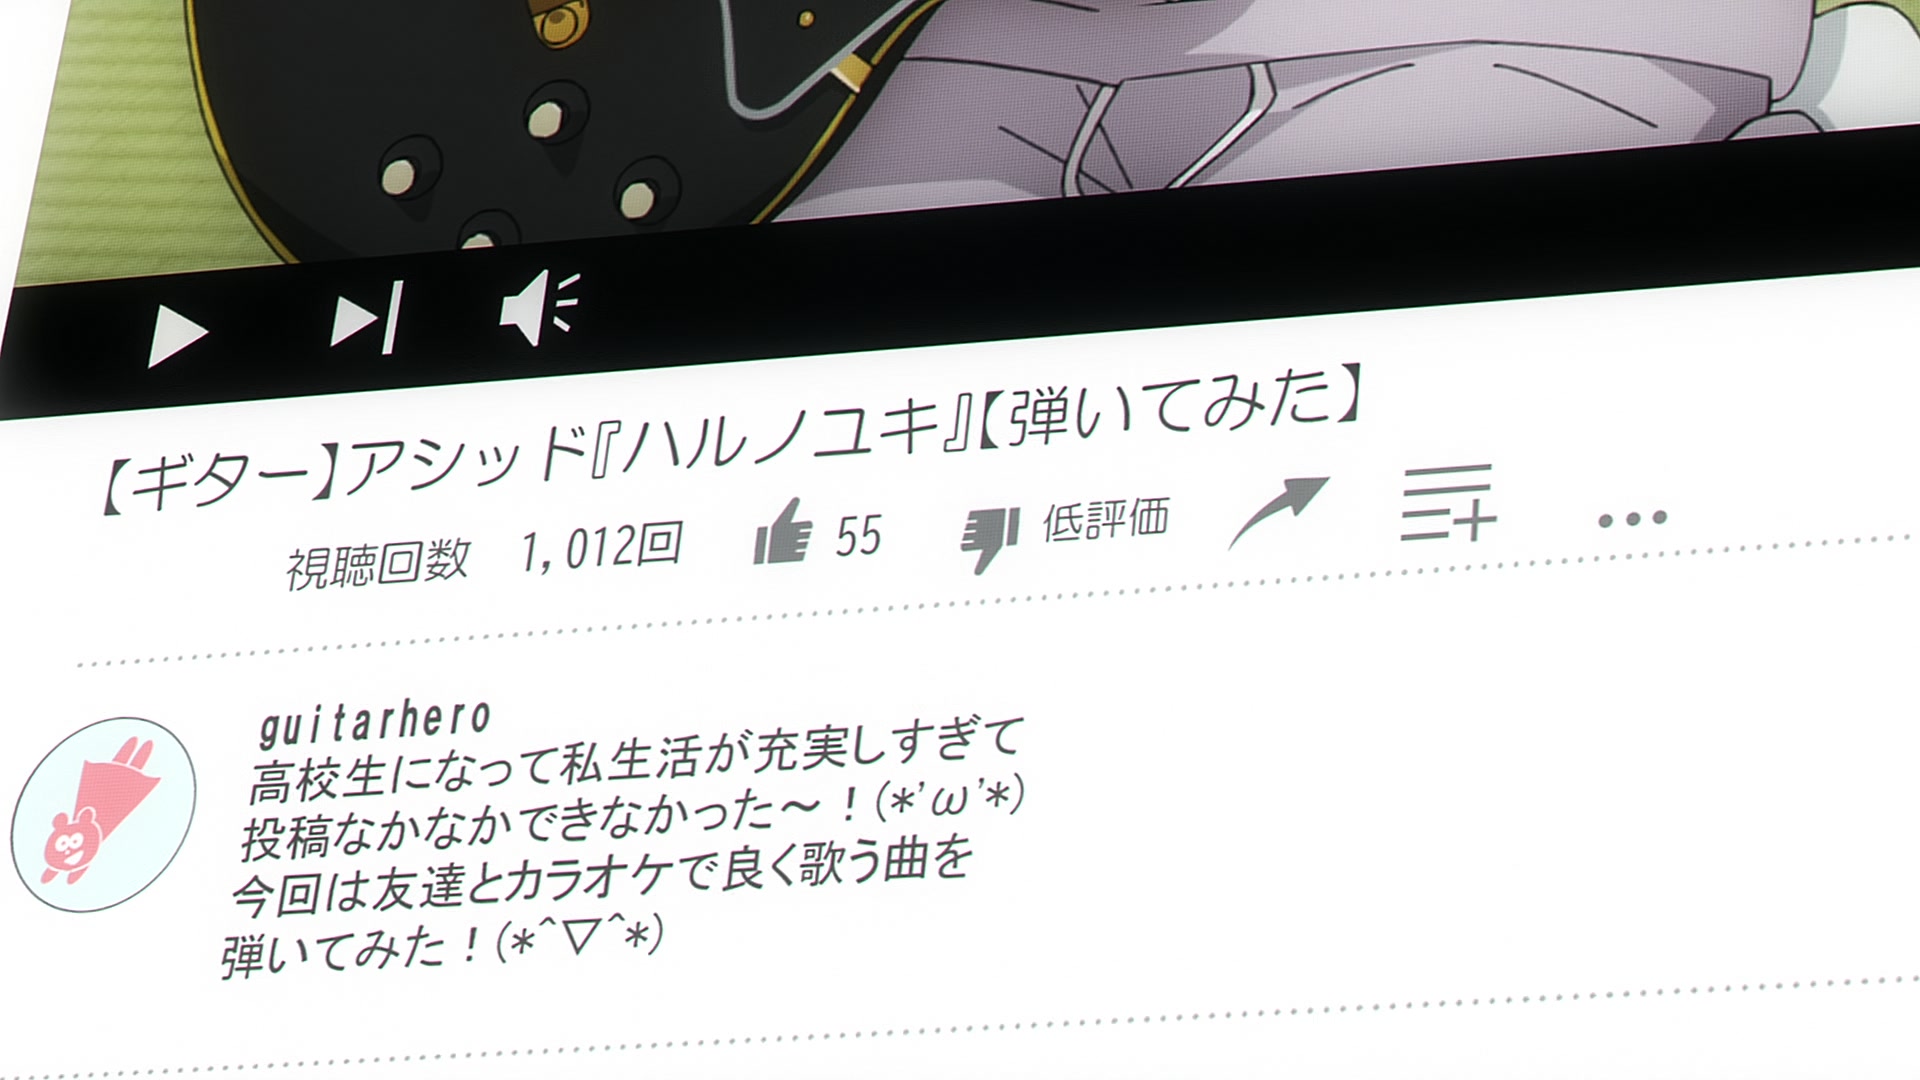 【ギター】アシッド『ハルノユキ』【弾いてみた】
視聴回数 1,012回 55 低評価
guitarhero
高校生になって私生活が充実しすぎて
投稿なかなかできなかった～！(*'ω'*)
今回は友達とカラオケで良く歌う曲を
弾いてみた！(*^▽^*)